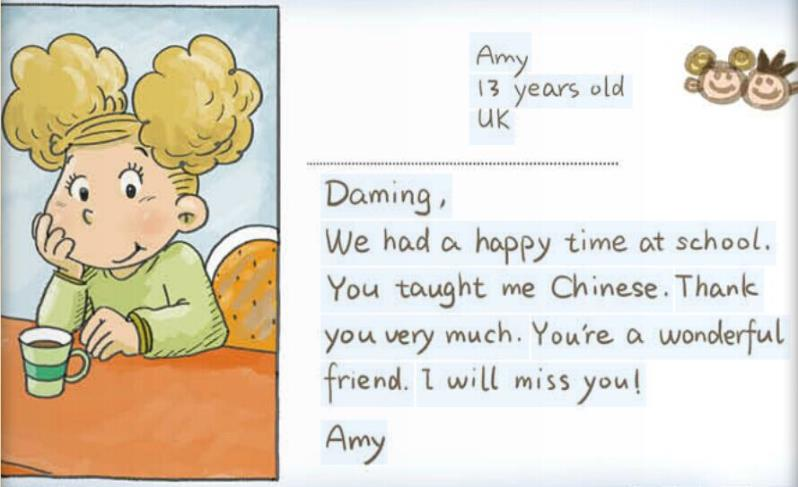 Amy
13 years old
UK
Daming,
We had a happy time at school.
You taught me Chinese. Thank
you very much. You're a wonderful
friend. I will miss you!
Amy